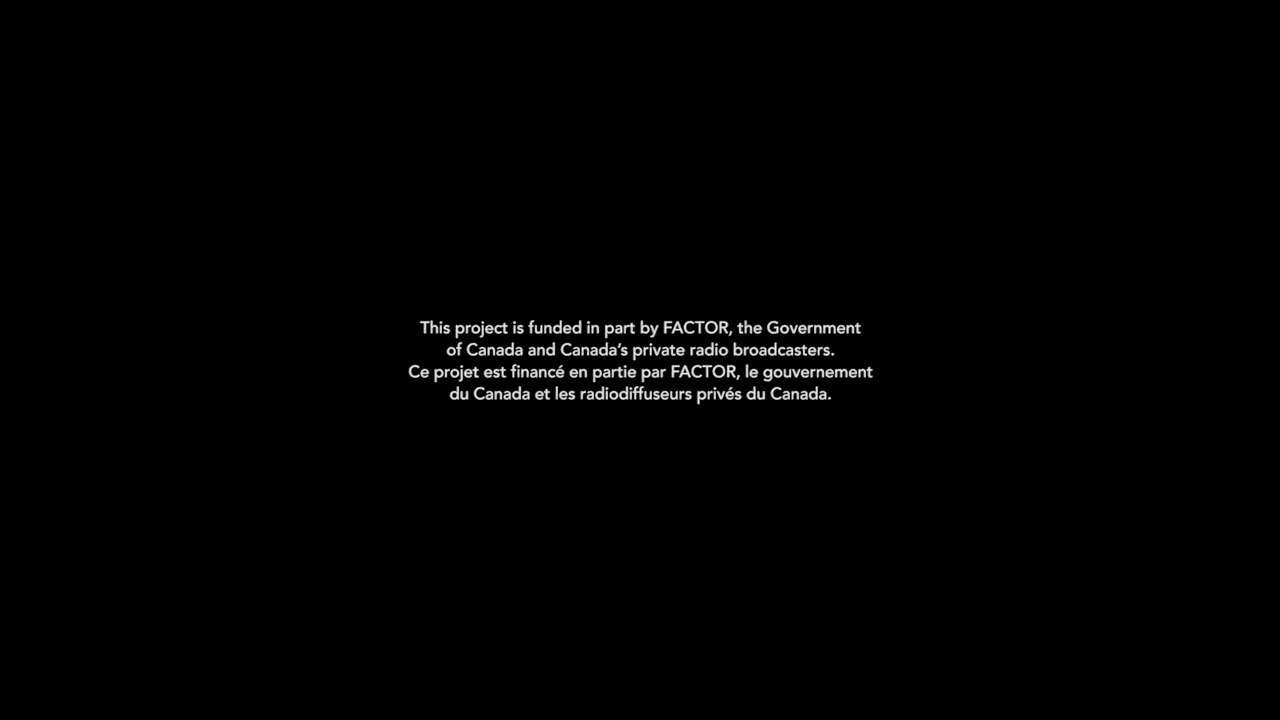 This project is funded in part by FACTOR, the Government
of Canada and Canada's private radio broadcasters.
Ce projet est financé en partie par FACTOR, le gouvernement
du Canada et les radiodiffuseurs privés du Canada.